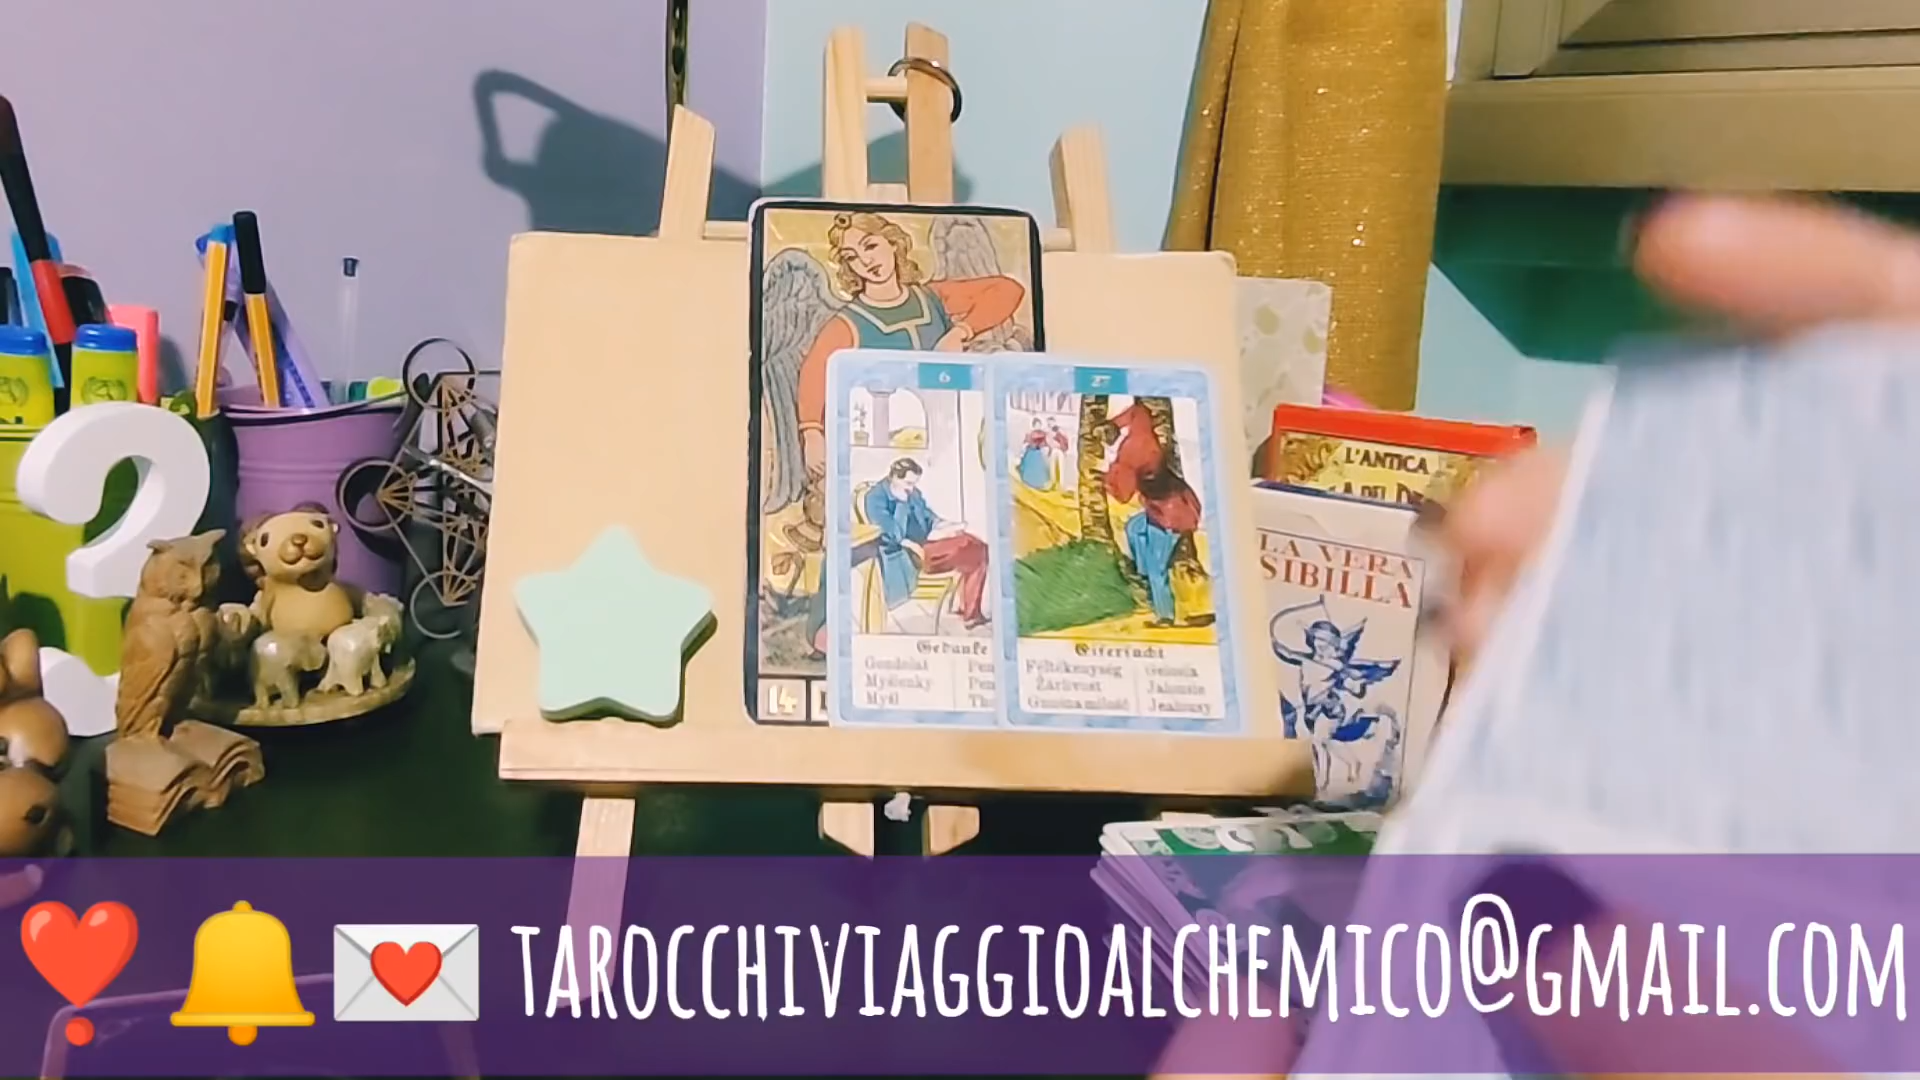 6
27
L'ANTICA
LA VERA
SIBILLA
Gedanke
Gondolat
Myšlenky
Myśl
Eifersucht
Féltékenység
Gelosia
Žárlivost
Jalousie
Jealousy
14
TAROCCHIVIAGGIOALCHEMICO@GMAIL.COM